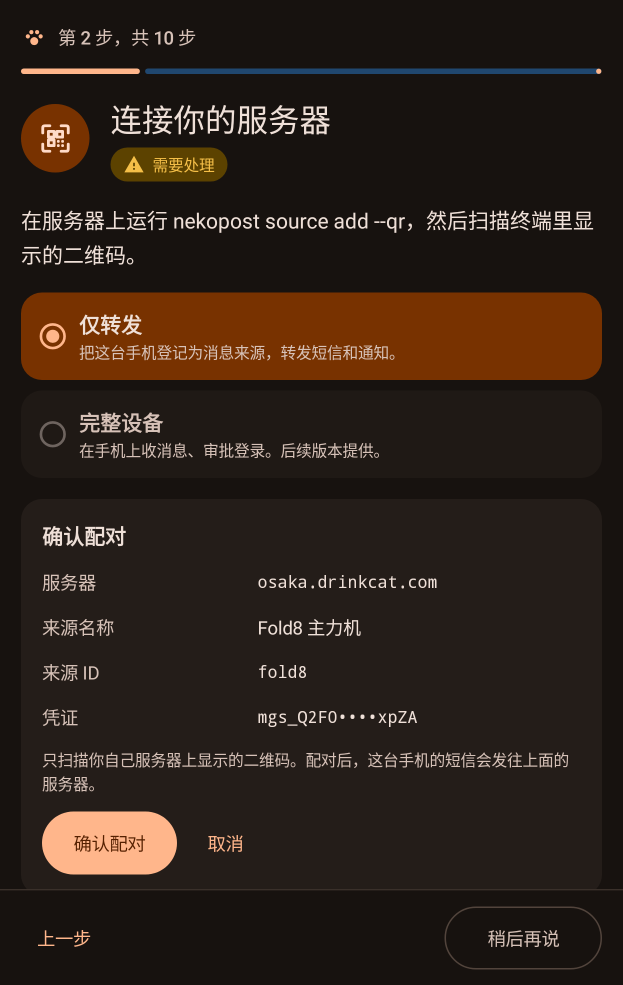 第 2 步，共 10 步
连接你的服务器
需要处理
在服务器上运行 nekopost source add --qr，然后扫描终端里显
示的二维码。
仅转发
把这台手机登记为消息来源，转发短信和通知。
完整设备
在手机上收消息、审批登录。后续版本提供。
确认配对
服务器 osaka.drinkcat.com
来源名称 Fold8 主力机
来源 ID fold8
凭证 mgs_Q2FO••••xpZA
只扫描你自己服务器上显示的二维码。配对后，这台手机的短信会发往上面的
服务器。
确认配对 取消
上一步 稍后再说